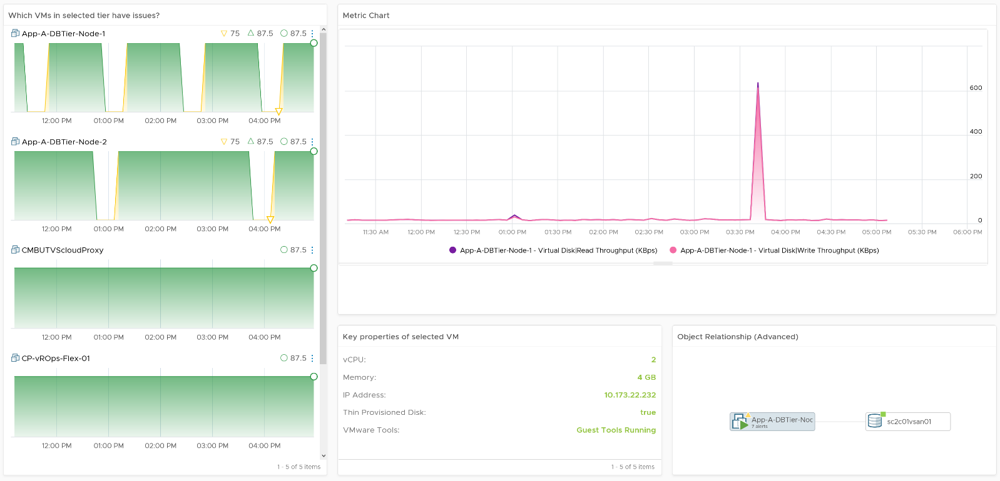 Which VMs in selected tier have issues?
App-A-DBTier-Node-1 75 87.5 87.5
12:00 PM 01:00 PM 02:00 PM 03:00 PM 04:00 PM
App-A-DBTier-Node-2 75 87.5 87.5
12:00 PM 01:00 PM 02:00 PM 03:00 PM 04:00 PM
CMBUTVScloudProxy 87.5
12:00 PM 01:00 PM 02:00 PM 03:00 PM 04:00 PM
CP-vROps-Flex-01 87.5
12:00 PM 01:00 PM 02:00 PM 03:00 PM 04:00 PM
1 - 5 of 5 items
Metric Chart
600
400
200
0
11:30 AM 12:00 PM 12:30 PM 01:00 PM 01:30 PM 02:00 PM 02:30 PM 03:00 PM 03:30 PM 04:00 PM 04:30 PM 05:00 PM 05:30 PM 06:00 PM
App-A-DBTier-Node-1 - Virtual Disk|Read Throughput (KBps) App-A-DBTier-Node-1 - Virtual Disk|Write Throughput (KBps)
Key properties of selected VM
vCPU: 2
Memory: 4 GB
IP Address: 10.173.22.232
Thin Provisioned Disk: true
VMware Tools: Guest Tools Running
1 - 5 of 5 items
Object Relationship (Advanced)
App-A-DBTier-Noc
7 alerts
sc2c01vsan01